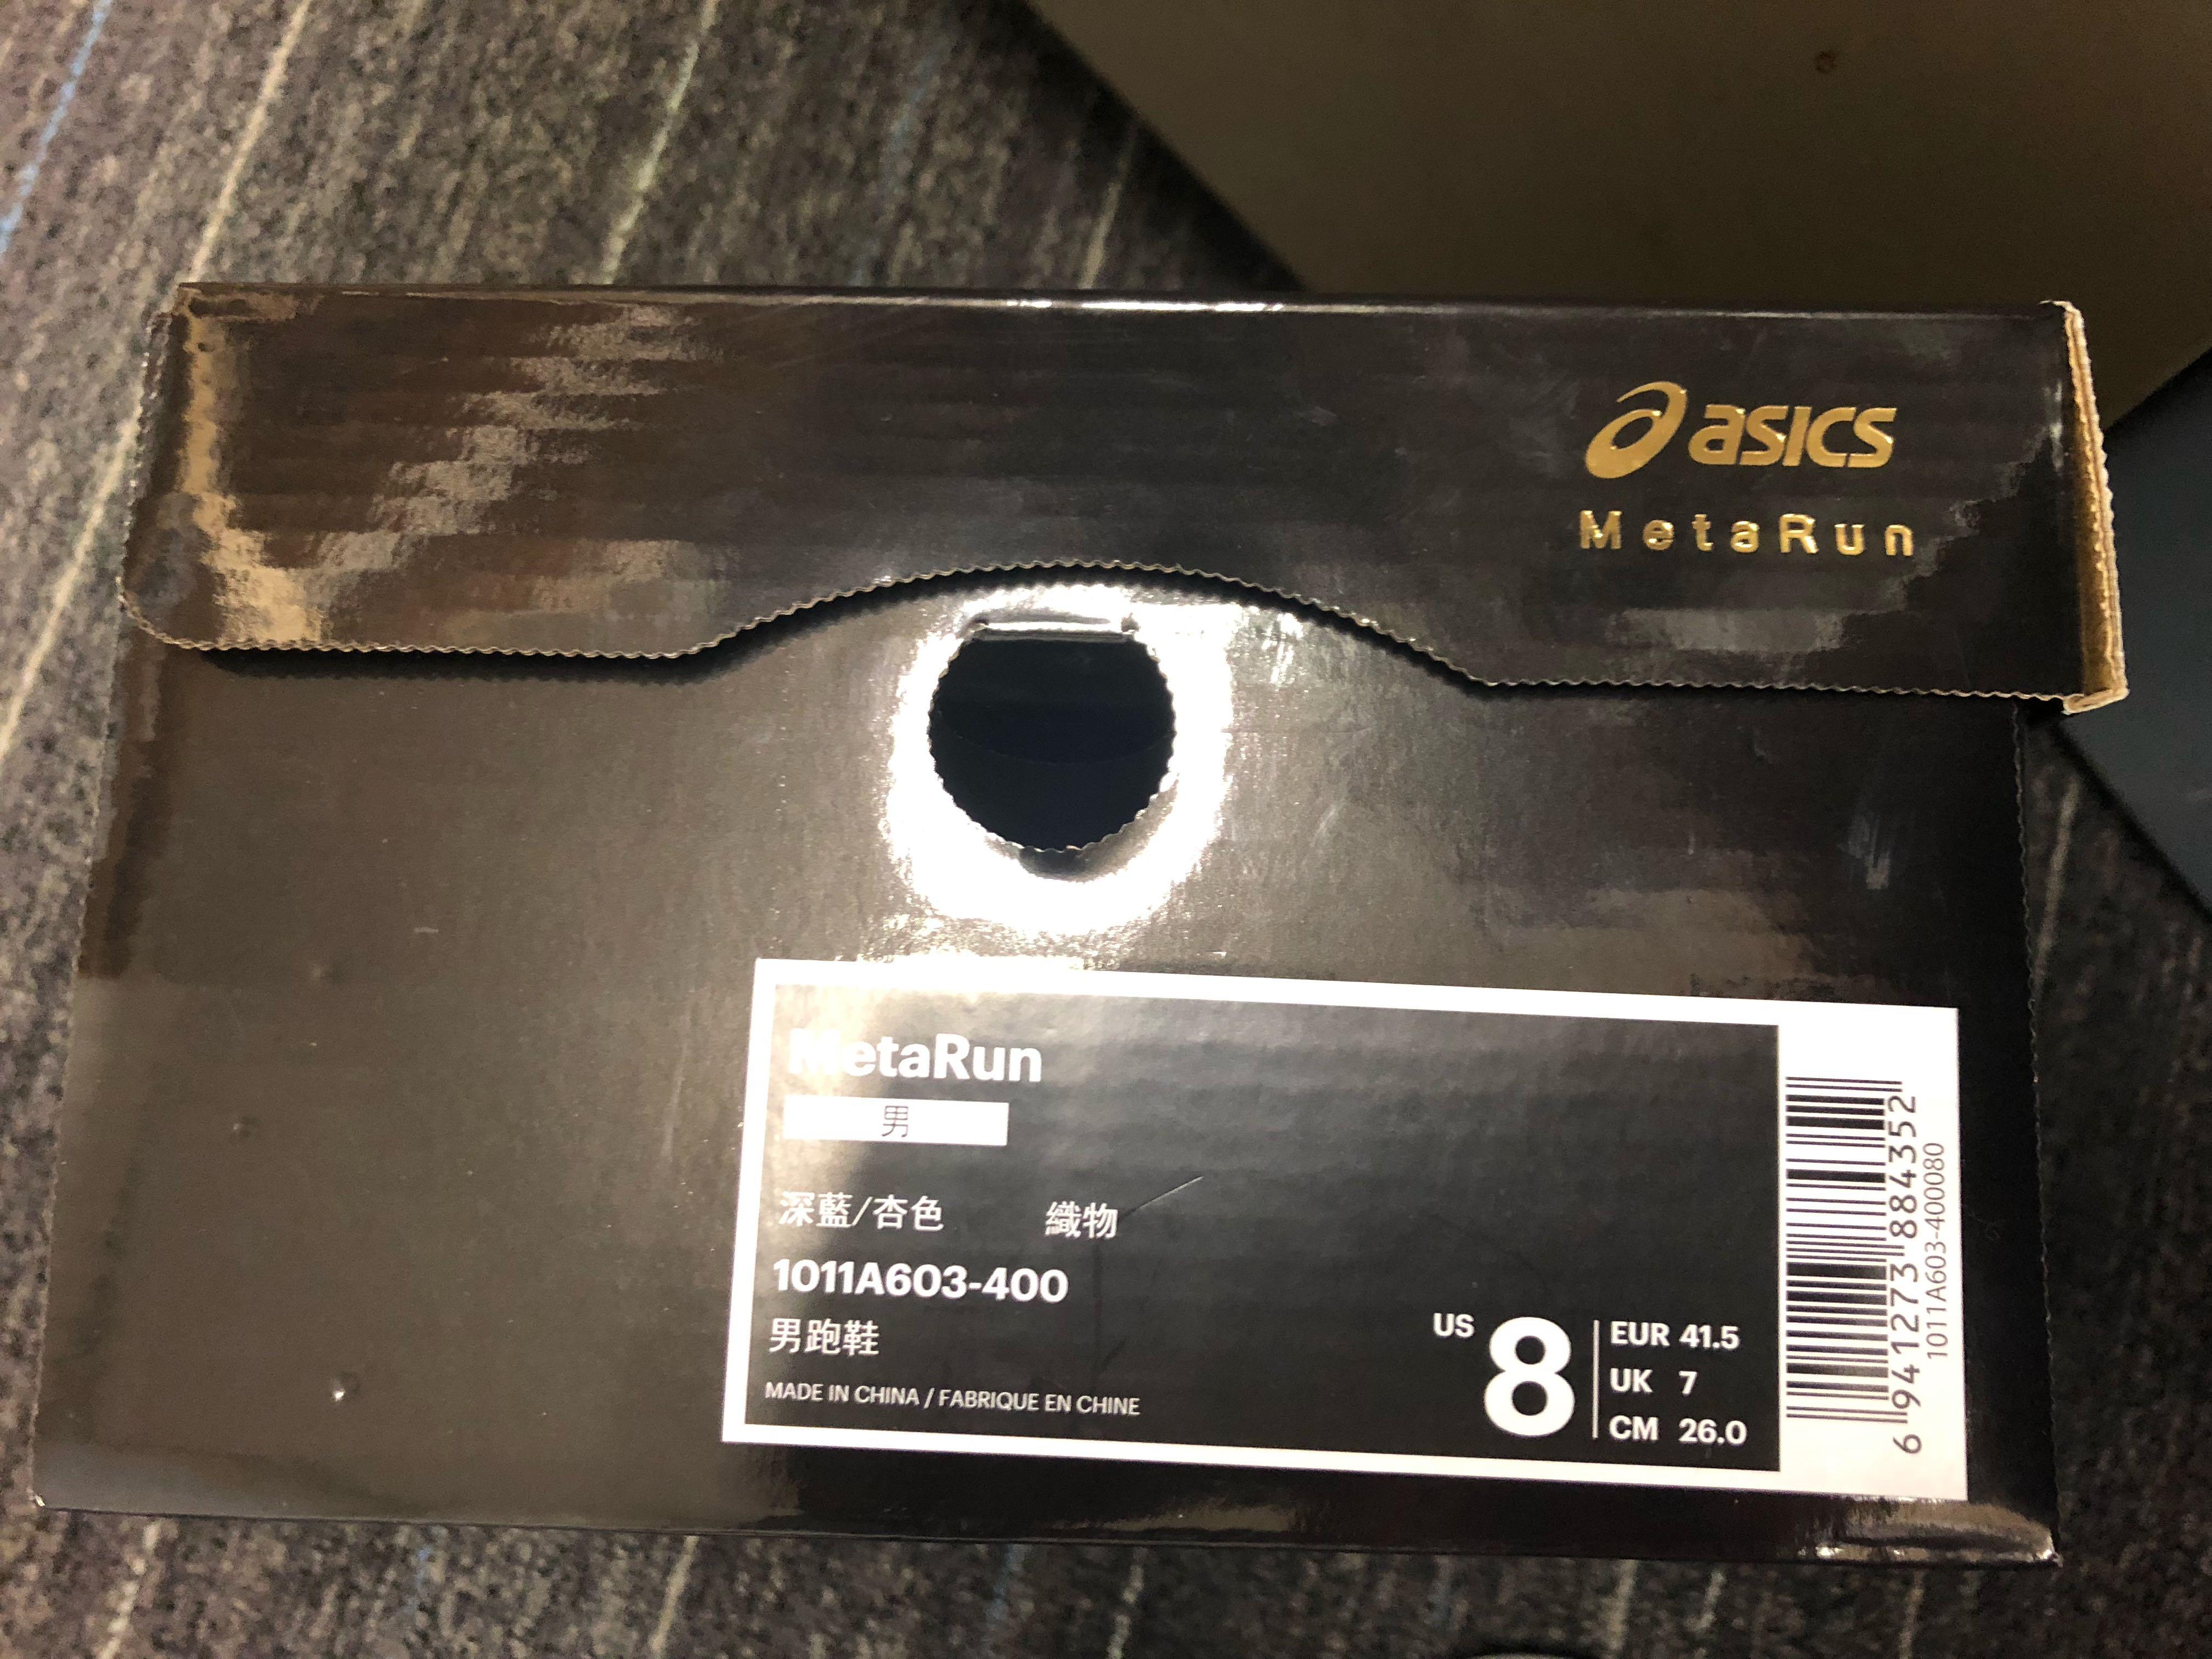 asics
MetaRun
MetaRun
男
深藍/杏色 織物
1011A603-400
男跑鞋
MADE IN CHINA / FABRIQUE EN CHINE
US 8
EUR 41.5
UK 7
CM 26.0
6 941273 884352
1011A603-400080